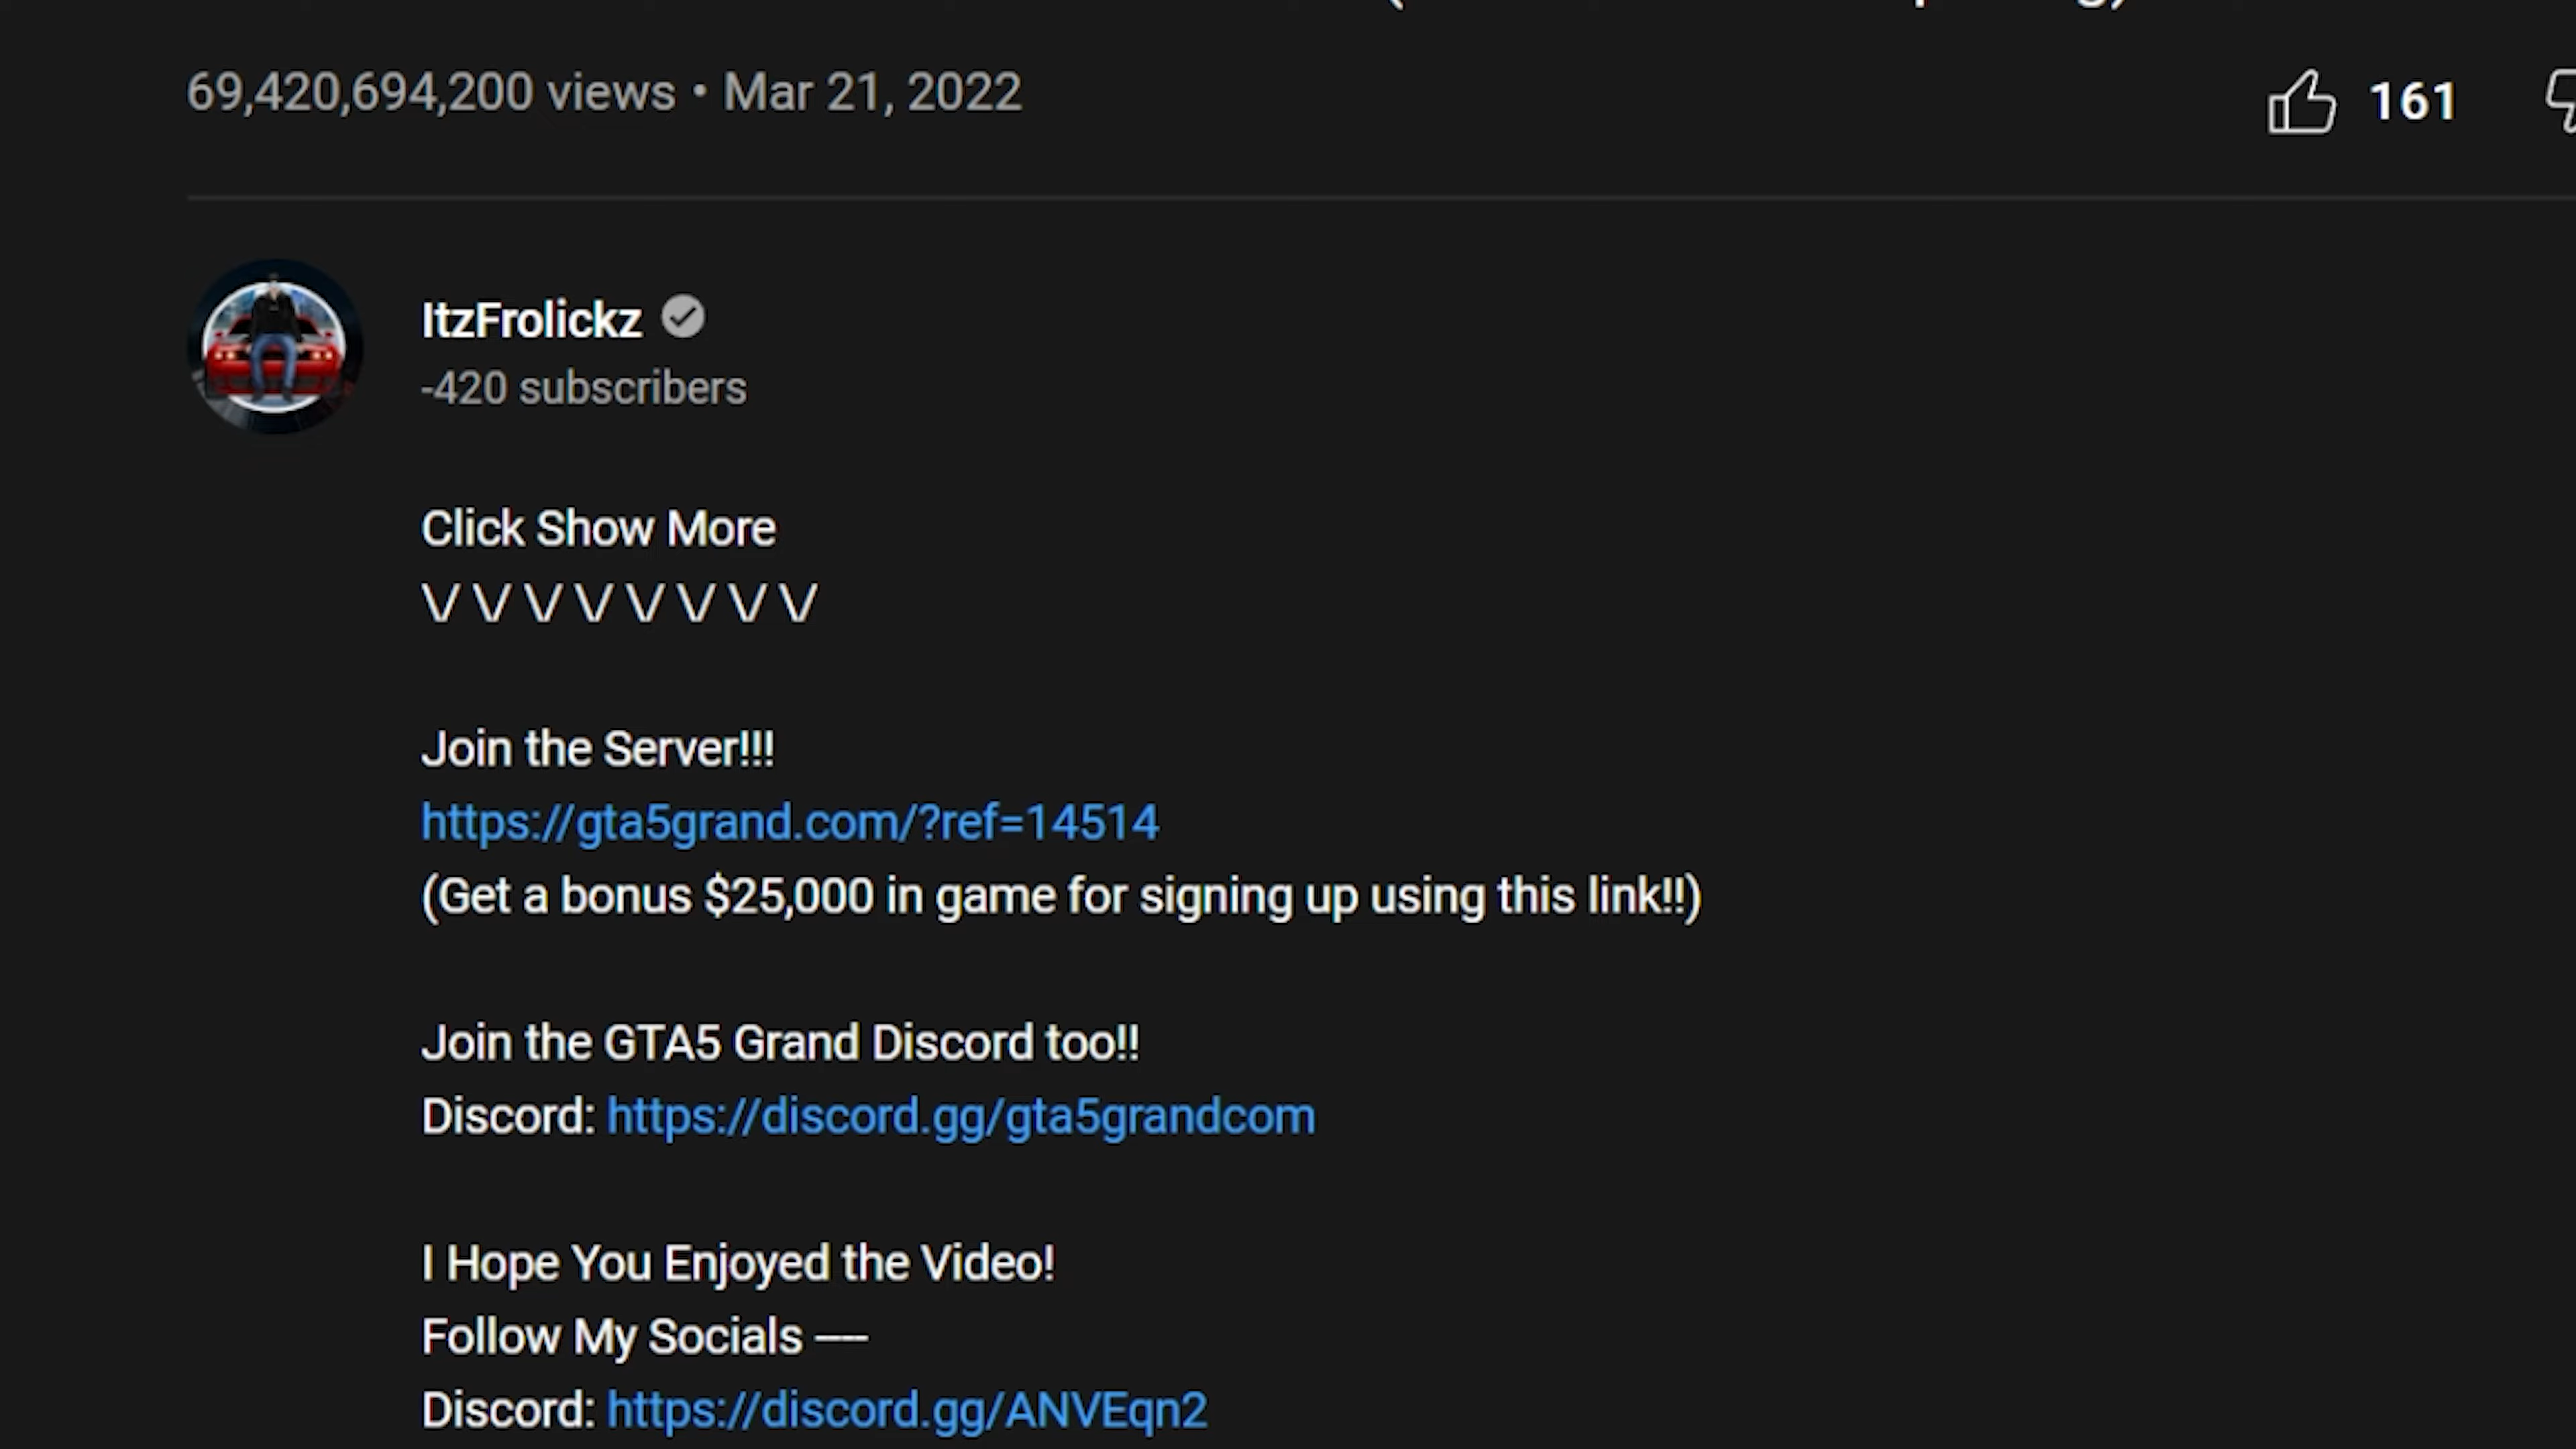 69,420,694,200 views • Mar 21, 2022
161
ItzFrolickz
-420 subscribers
Click Show More
\/ \/ \/ \/ \/ \/ \/ \/
Join the Server!!!
https://gta5grand.com/?ref=14514
(Get a bonus $25,000 in game for signing up using this link!!)
Join the GTA5 Grand Discord too!!
Discord: https://discord.gg/gta5grandcom
I Hope You Enjoyed the Video!
Follow My Socials ----
Discord: https://discord.gg/ANVEqn2